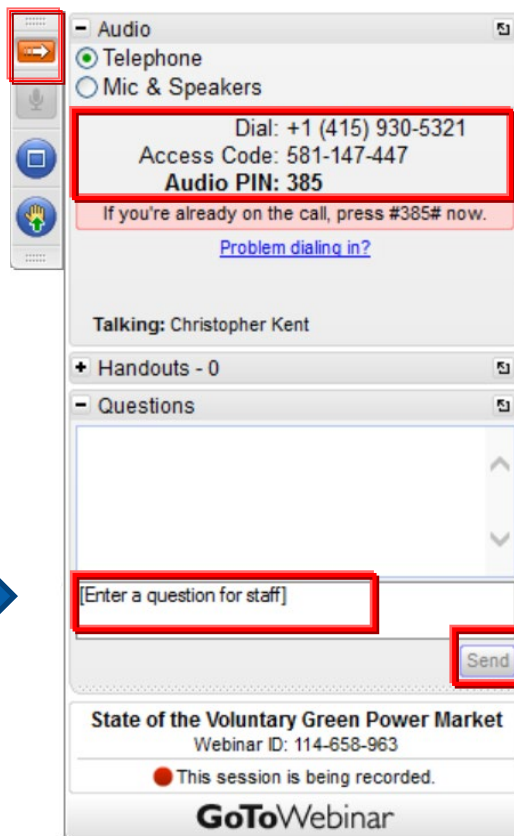 Audio
Telephone
Mic & Speakers
Dial: +1 (415) 930-5321
Access Code: 581-147-447
Audio PIN: 385
If you're already on the call, press #385# now.
Problem dialing in?
Talking: Christopher Kent
Handouts - 0
Questions
[Enter a question for staff]
Send
State of the Voluntary Green Power Market
Webinar ID: 114-658-963
This session is being recorded.
GoToWebinar